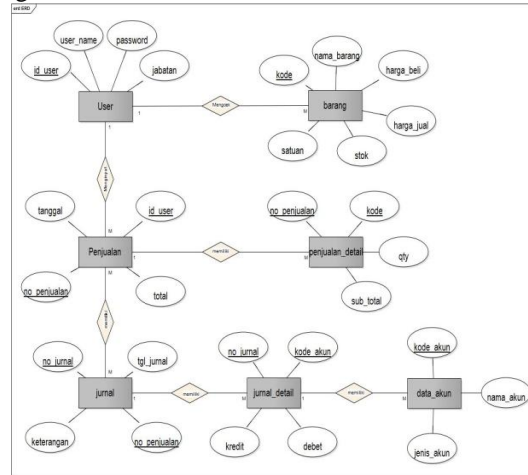 erd ERD
user_name
password
id_user
jabatan
User
1
Mengisi
M
barang
nama_barang
kode
harga_beli
harga_jual
satuan
stok
1
M
tanggal
id_user
Penjualan
1
memiliki
M
penjualan_detail
no_penjualan
kode
qty
sub_total
no_penjualan
total
M
memiliki
M
no_jurnal
tgl_jurnal
jurnal
M
memiliki
1
jurnal_detail
no_jurnal
kode_akun
1
memiliki
M
data_akun
kode_akun
nama_akun
keterangan
no_penjualan
kredit
debet
jenis_akun